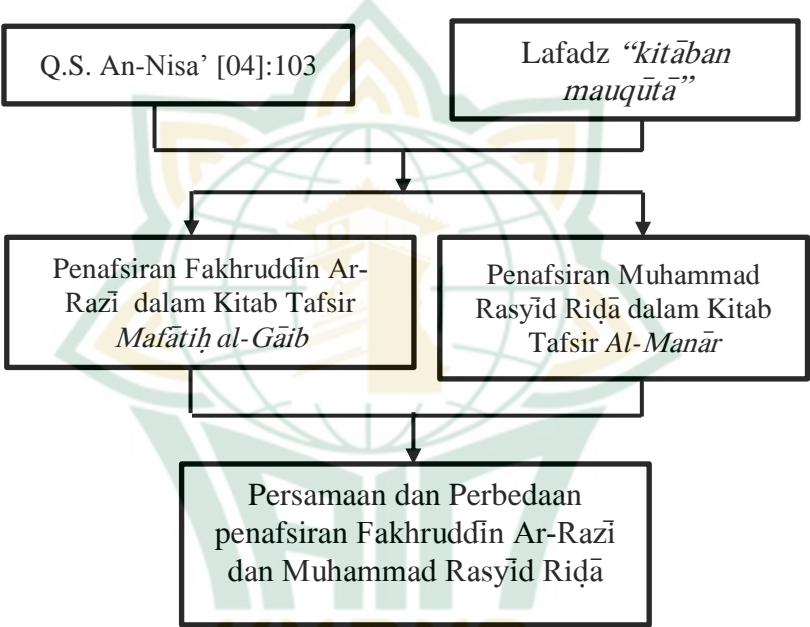 Q.S. An-Nisa’ [04]:103
Lafadz “kitāban
mauqūtā”
Penafsiran Fakhruddīn Ar-
Razī dalam Kitab Tafsir
Mafātiḥ al-Gāib
Penafsiran Muhammad
Rasyīd Riḍā dalam Kitab
Tafsir Al-Manār
Persamaan dan Perbedaan
penafsiran Fakhruddīn Ar-Razī
dan Muhammad Rasyīd Riḍā